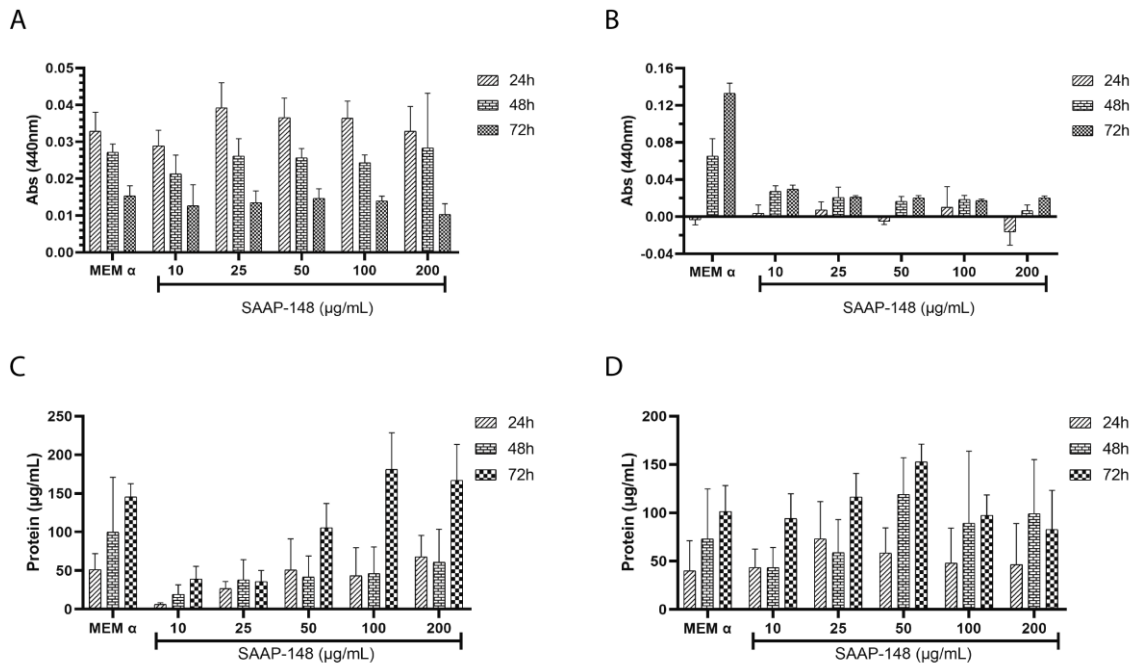 A
0.05
0.04
0.03
0.02
0.01
0.00
Abs (440nm)
24h
48h
72h
MEM α 10 25 50 100 200
SAAP-148 (µg/mL)
B
0.16
0.12
0.08
0.04
0.00
-0.04
Abs (440nm)
24h
48h
72h
MEM α 10 25 50 100 200
SAAP-148 (µg/mL)
C
250
200
150
100
50
0
Protein (µg/mL)
24h
48h
72h
MEM α 10 25 50 100 200
SAAP-148 (µg/mL)
D
200
150
100
50
0
Protein (µg/mL)
24h
48h
72h
MEM α 10 25 50 100 200
SAAP-148 (µg/mL)